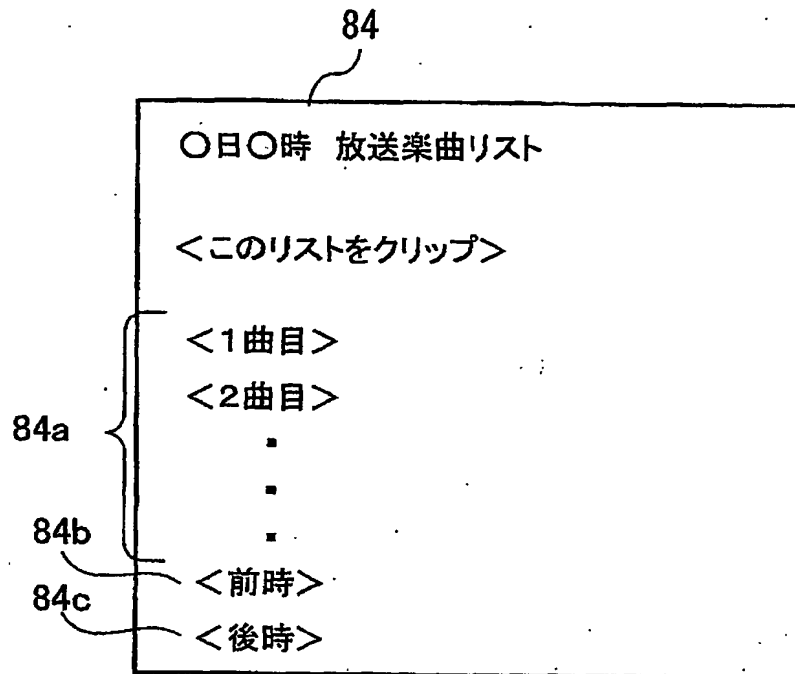 84
○日○時 放送楽曲リスト
<このリストをクリップ>
<1曲目>
<2曲目>
84a
84b
<前時>
84c
<後時>